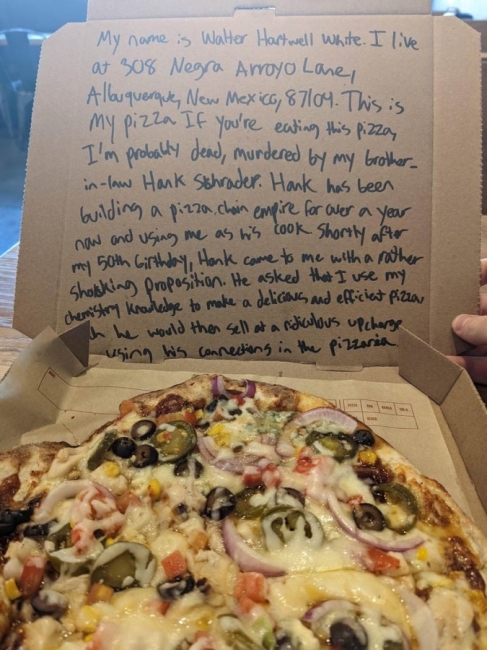 My name is Walter Hartwell White. I live
at 308 Negra Arroyo Lane,
Albuquerque, New Mexico, 87104. This is
My pizza If you're eating this pizza,
I'm probably dead, murdered by my brother-
in-law Hank Schrader. Hank has been
building a pizza chain empire for over a year
now and using me as his cook Shortly after
my 50th birthday, Hank came to me with a rather
shocking proposition. He asked that I use my
chemistry knowledge to make a delicious and efficient pizza
he would then sell at a ridiculous upcharge
using his connections in the pizzarian